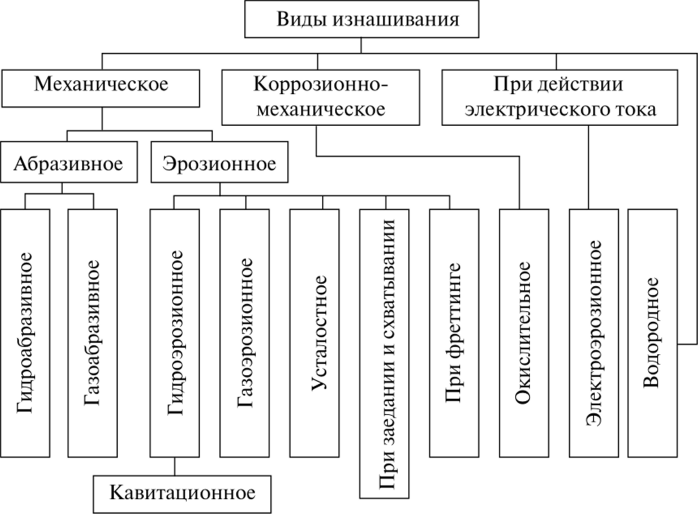 Виды изнашивания
Механическое
Коррозионно-
механическое
При действии
электрического тока
Абразивное
Эрозионное
Гидроабразивное
Газоабразивное
Гидроэрозионное
Газоэрозионное
Усталостное
При заедании и схватывании
При фреттинге
Окислительное
Электроэрозионное
Водородное
Кавитационное